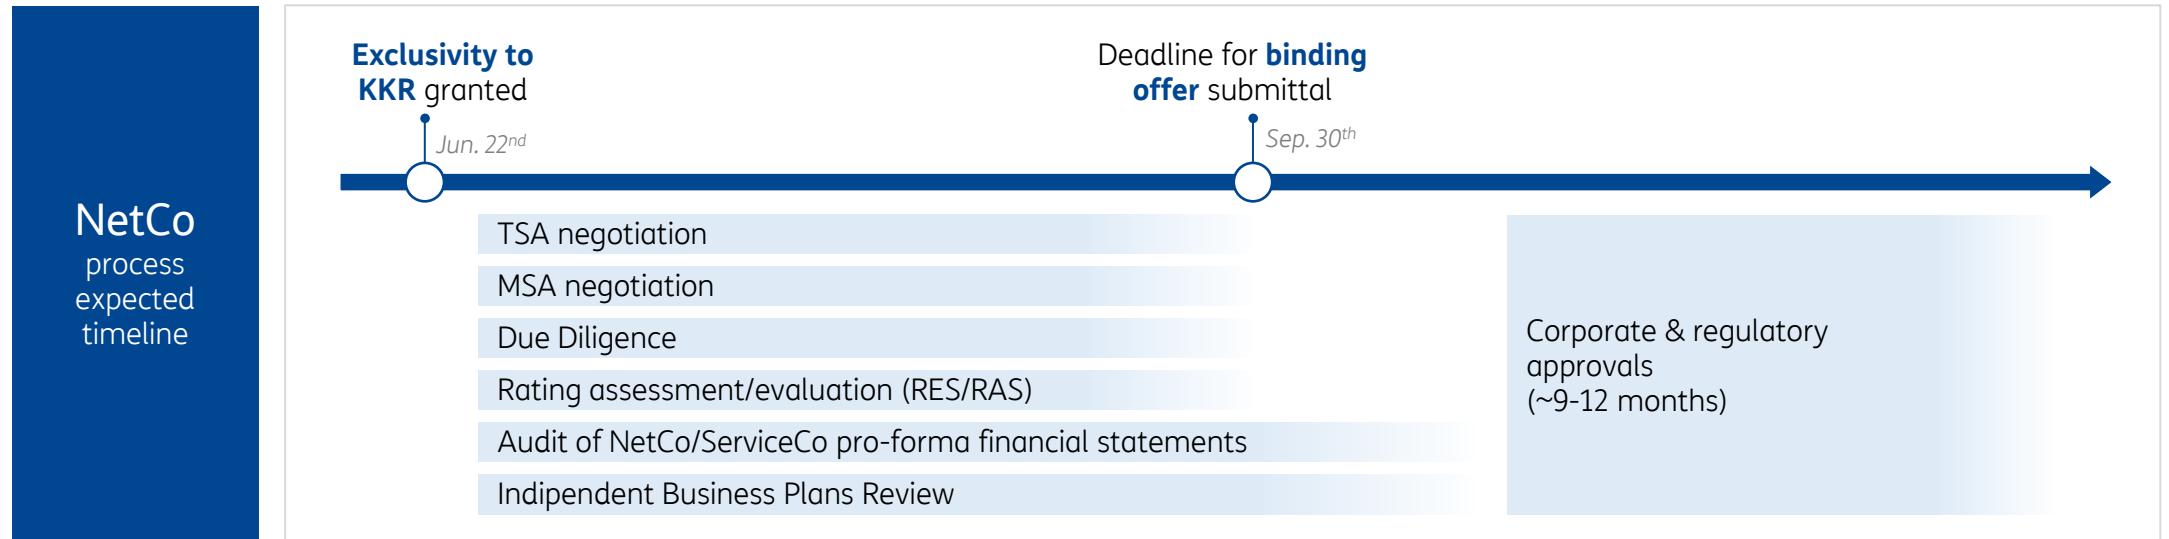 NetCo
process
expected
timeline
Exclusivity to
KKR granted
Jun. 22nd
Deadline for binding
offer submittal
Sep. 30th
TSA negotiation
MSA negotiation
Due Diligence
Rating assessment/evaluation (RES/RAS)
Audit of NetCo/ServiceCo pro-forma financial statements
Indipendent Business Plans Review
Corporate & regulatory
approvals
(~9-12 months)